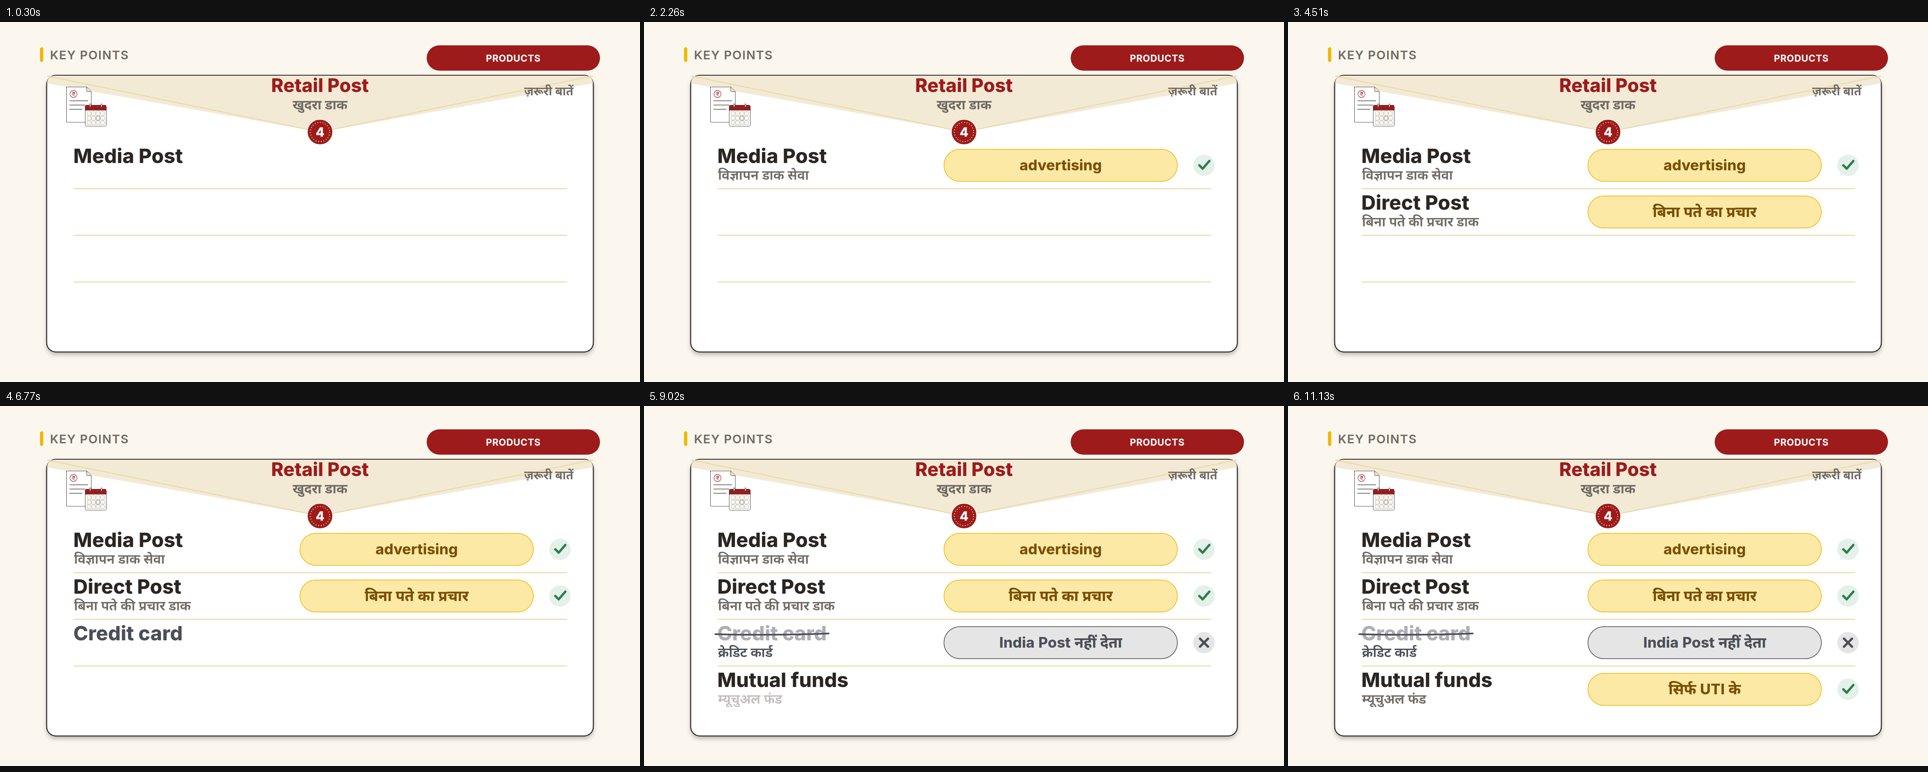 1. 0.30s
KEY POINTS
PRODUCTS
Retail Post
खुदरा डाक
ज़रूरी बातें
4
Media Post
2. 2.26s
KEY POINTS
PRODUCTS
Retail Post
खुदरा डाक
ज़रूरी बातें
4
Media Post
विज्ञापन डाक सेवा
advertising
3. 4.51s
KEY POINTS
PRODUCTS
Retail Post
खुदरा डाक
ज़रूरी बातें
4
Media Post
विज्ञापन डाक सेवा
advertising
Direct Post
बिना पते की प्रचार डाक
बिना पते का प्रचार
4. 6.77s
KEY POINTS
PRODUCTS
Retail Post
खुदरा डाक
ज़रूरी बातें
4
Media Post
विज्ञापन डाक सेवा
advertising
Direct Post
बिना पते की प्रचार डाक
बिना पते का प्रचार
Credit card
5. 9.02s
KEY POINTS
PRODUCTS
Retail Post
खुदरा डाक
ज़रूरी बातें
4
Media Post
विज्ञापन डाक सेवा
advertising
Direct Post
बिना पते की प्रचार डाक
बिना पते का प्रचार
Credit card
क्रेडिट कार्ड
India Post नहीं देता
Mutual funds
म्यूचुअल फंड
6. 11.13s
KEY POINTS
PRODUCTS
Retail Post
खुदरा डाक
ज़रूरी बातें
4
Media Post
विज्ञापन डाक सेवा
advertising
Direct Post
बिना पते की प्रचार डाक
बिना पते का प्रचार
Credit card
क्रेडिट कार्ड
India Post नहीं देता
Mutual funds
म्यूचुअल फंड
सिर्फ UTI के